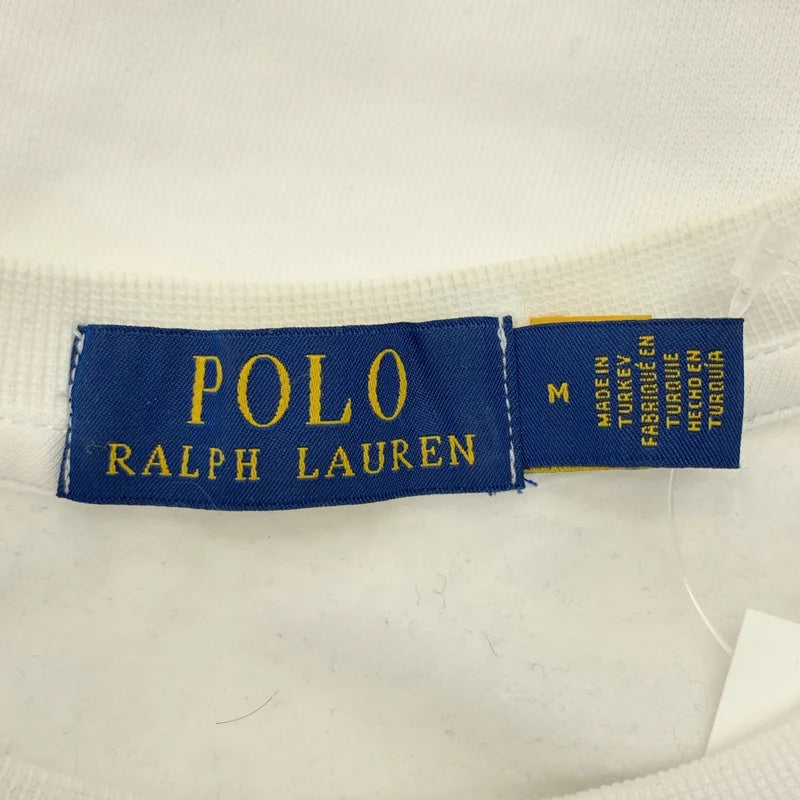 POLO
RALPH LAUREN
M
MADE IN
TURKEY
FABRIQUÉ EN
TURQUIE
HECHO EN
TURQUÍA